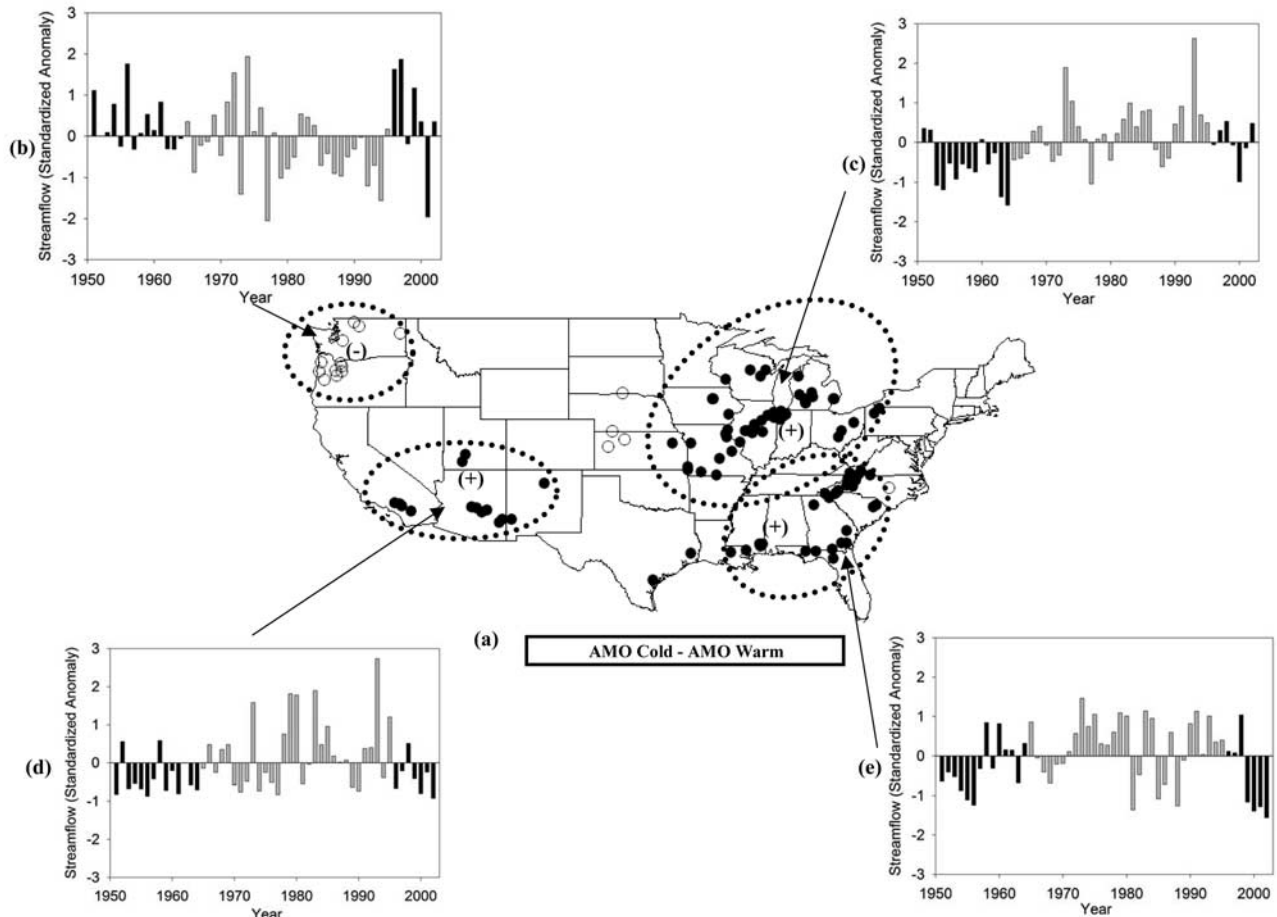 (b)
Streamflow (Standardized Anomaly)
3
2
1
0
-1
-2
-3
1950 1960 1970 1980 1990 2000
Year
(c)
Streamflow (Standardized Anomaly)
3
2
1
0
-1
-2
-3
1950 1960 1970 1980 1990 2000
Year
(-)
(+)
(+)
(+)
(a)
AMO Cold - AMO Warm
(d)
Streamflow (Standardized Anomaly)
3
2
1
0
-1
-2
-3
1950 1960 1970 1980 1990 2000
Year
(e)
Streamflow (Standardized Anomaly)
3
2
1
0
-1
-2
-3
1950 1960 1970 1980 1990 2000
Year